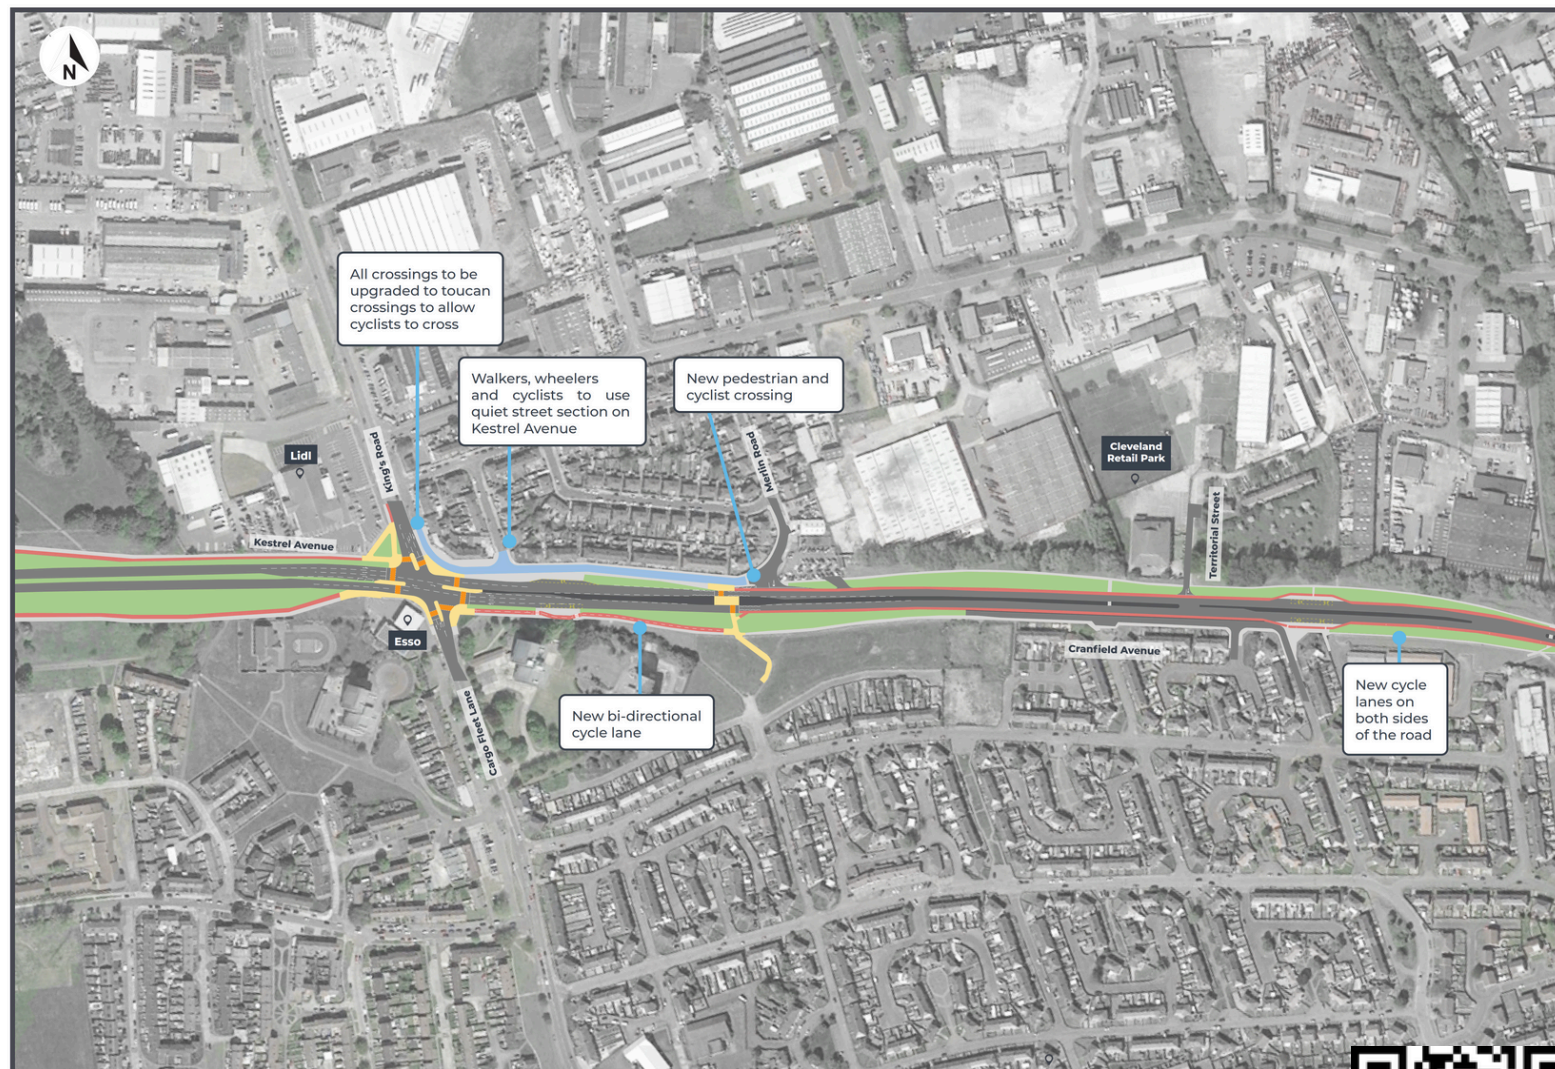 N
All crossings to be
upgraded to toucan
crossings to allow
cyclists to cross
Walkers, wheelers
and cyclists to use
quiet street section on
Kestrel Avenue
New pedestrian and
cyclist crossing
King's Road
Merlin Road
Lidl
Cleveland
Retail Park
Kestrel Avenue
Territorial Street
Esso
Cranfield Avenue
Cargo Fleet Lane
New bi-directional
cycle lane
New cycle
lanes on
both sides
of the road